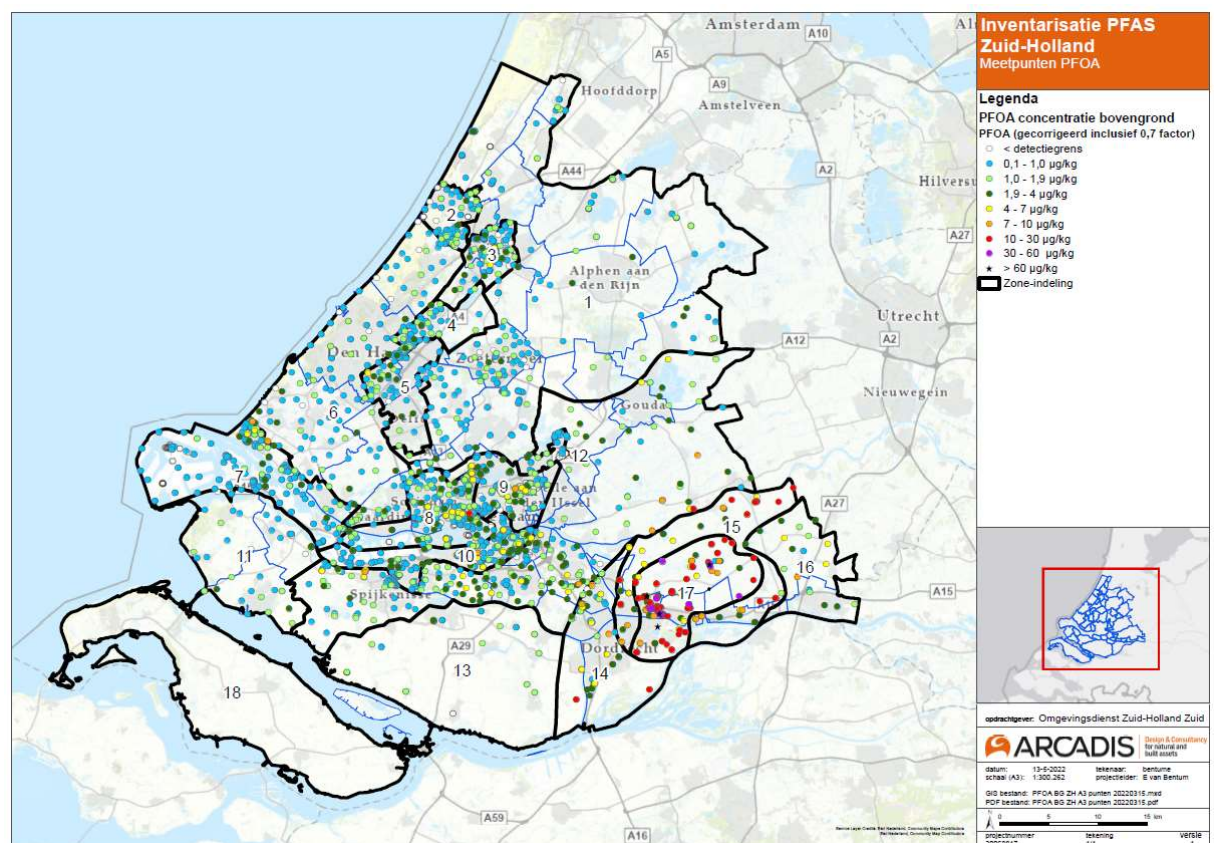 Amsterdam
A10
A5
Hoofddorp
A9
Amstelveen
A2
A44
Hilversu
A27
2
3
Alphen aan
den Rijn
1
Utrecht
A4
4
A12
A2
Den Ha
5
Nieuwegein
6
Gouda
12
7
9
8
A27
15
10
11
16
Spijkenisse
17
A15
A29
Dordrecht
13
14
18
A59
A16
Inventarisatie PFAS
Zuid-Holland
Meetpunten PFOA
Legenda
PFOA concentratie bovengrond
PFOA (gecorrigeerd inclusief 0,7 factor)
< detectiegrens
0,1 - 1,0 µg/kg
1,0 - 1,9 µg/kg
1,9 - 4 µg/kg
4 - 7 µg/kg
7 - 10 µg/kg
10 - 30 µg/kg
30 - 60 µg/kg
> 60 µg/kg
Zone-indeling
opdrachtgever: Omgevingsdienst Zuid-Holland Zuid
ARCADIS Design & Consultancy
for natural and
built assets
datum: 13-5-2022 tekenaar: bentume
schaal (A3): 1:300.262 projectleider: E van Bentum
GIS bestand: PFOA BG ZH A3 punten 20220315.mxd
PDF bestand: PFOA BG ZH A3 punten 20220315.pdf
0 5 10 15 km
projectnummer tekening versie